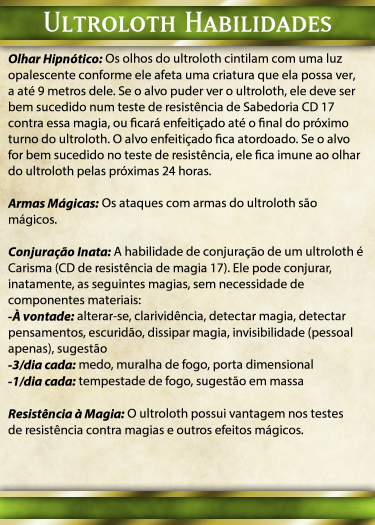 Ultroloth Habilidades
Olhar Hipnótico: Os olhos do ultroloth cintilam com uma luz
opalescente conforme ele afeta uma criatura que ela possa ver,
a até 9 metros dele. Se o alvo puder ver o ultroloth, ele deve ser
bem sucedido num teste de resistência de Sabedoria CD 17
contra essa magia, ou ficará enfeitiçado até o final do próximo
turno do ultroloth. O alvo enfeitiçado fica atordoado. Se o alvo
for bem sucedido no teste de resistência, ele fica imune ao olhar
do ultroloth pelas próximas 24 horas.
Armas Mágicas: Os ataques com armas do ultroloth são
mágicos.
Conjuração Inata: A habilidade de conjuração de um ultroloth é
Carisma (CD de resistência de magia 17). Ele pode conjurar,
inatamente, as seguintes magias, sem necessidade de
componentes materiais:
-À vontade: alterar-se, clarividência, detectar magia, detectar
pensamentos, escuridão, dissipar magia, invisibilidade (pessoal
apenas), sugestão
-3/dia cada: medo, muralha de fogo, porta dimensional
-1/dia cada: tempestade de fogo, sugestão em massa
Resistência à Magia: O ultroloth possui vantagem nos testes
de resistência contra magias e outros efeitos mágicos.